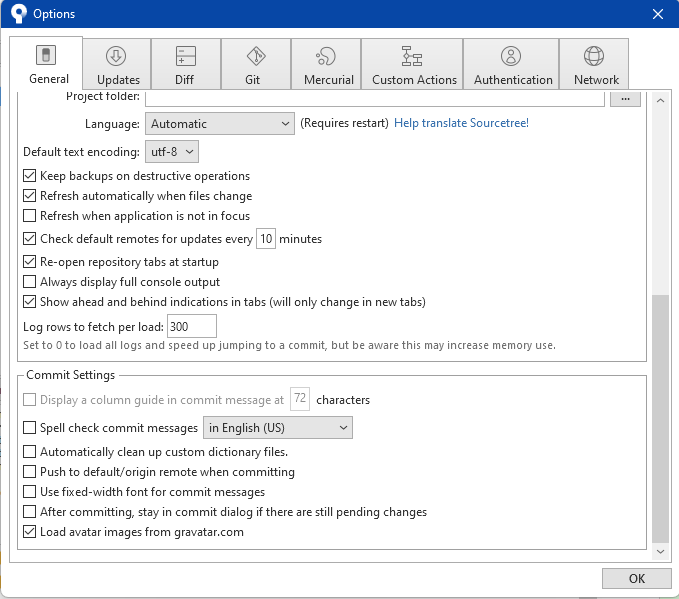 Options
General
Updates
Diff
Git
Mercurial
Custom Actions
Authentication
Network
Project folder:
...
Language: Automatic (Requires restart) Help translate Sourcetree!
Default text encoding: utf-8
Keep backups on destructive operations
Refresh automatically when files change
Refresh when application is not in focus
Check default remotes for updates every 10 minutes
Re-open repository tabs at startup
Always display full console output
Show ahead and behind indications in tabs (will only change in new tabs)
Log rows to fetch per load: 300
Set to 0 to load all logs and speed up jumping to a commit, but be aware this may increase memory use.
Commit Settings
Display a column guide in commit message at 72 characters
Spell check commit messages in English (US)
Automatically clean up custom dictionary files.
Push to default/origin remote when committing
Use fixed-width font for commit messages
After committing, stay in commit dialog if there are still pending changes
Load avatar images from gravatar.com
OK